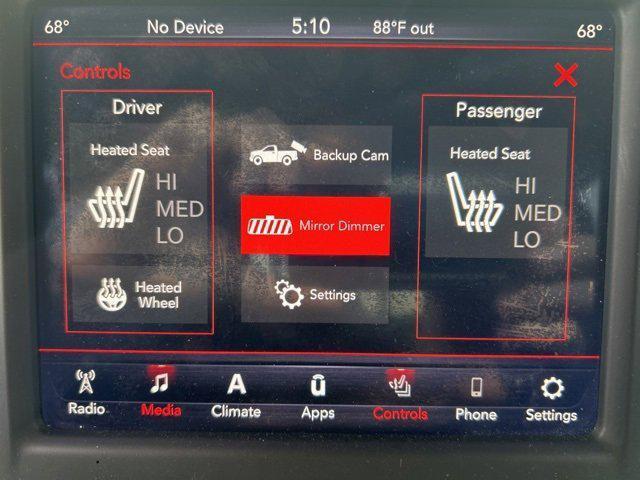 68° No Device 5:10 88°F out 68°
Controls
Driver
Heated Seat
HI
MED
LO
Heated
Wheel
Backup Cam
Mirror Dimmer
Settings
Passenger
Heated Seat
HI
MED
LO
Radio Media Climate Apps Controls Phone Settings